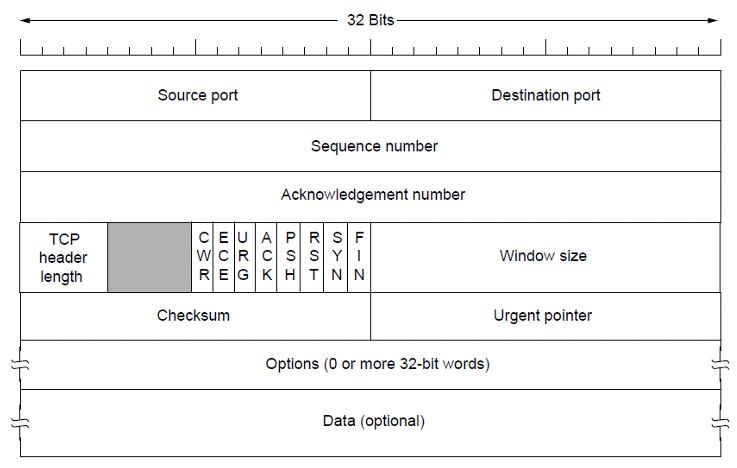 32 Bits
Source port
Destination port
Sequence number
Acknowledgement number
TCP
header
length
CWR
ECE
URG
ACK
PSH
RST
SYN
FIN
Window size
Checksum
Urgent pointer
Options (0 or more 32-bit words)
Data (optional)